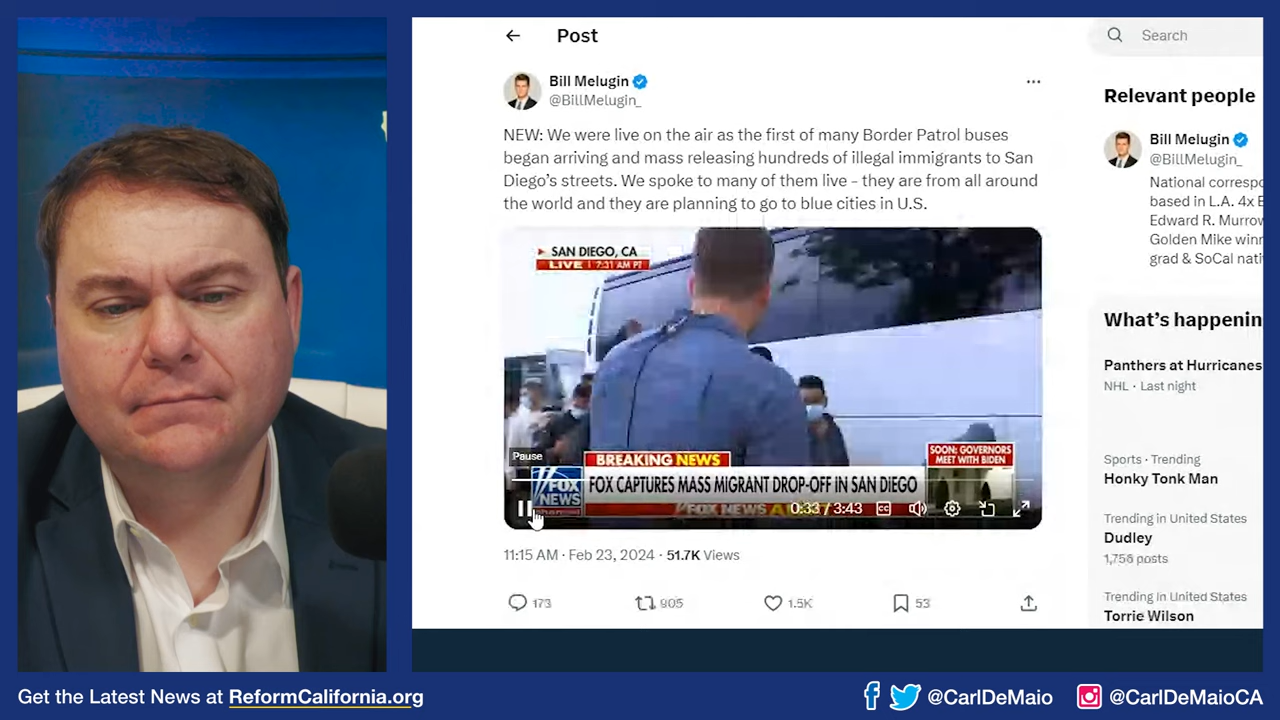 Post
Search
Bill Melugin
@BillMelugin_
NEW: We were live on the air as the first of many Border Patrol buses
began arriving and mass releasing hundreds of illegal immigrants to San
Diego’s streets. We spoke to many of them live - they are from all around
the world and they are planning to go to blue cities in U.S.
SAN DIEGO, CA
LIVE 7:31 AM PT
Pause
BREAKING NEWS
FOX NEWS
channel
FOX CAPTURES MASS MIGRANT DROP-OFF IN SAN DIEGO
SOON: GOVERNORS
MEET WITH BIDEN
FOX NEWS
0:33 / 3:43
11:15 AM · Feb 23, 2024 · 51.7K Views
173
905
1.5K
53
Relevant people
Bill Melugin
@BillMelugin_
National corresp
based in L.A. 4x
Edward R. Murrow
Golden Mike winn
grad & SoCal nati
What’s happenin
Panthers at Hurricanes
NHL · Last night
Sports · Trending
Honky Tonk Man
Trending in United States
Dudley
1,756 posts
Trending in United States
Torrie Wilson
Get the Latest News at ReformCalifornia.org
@CarlDeMaio
@CarlDeMaioCA